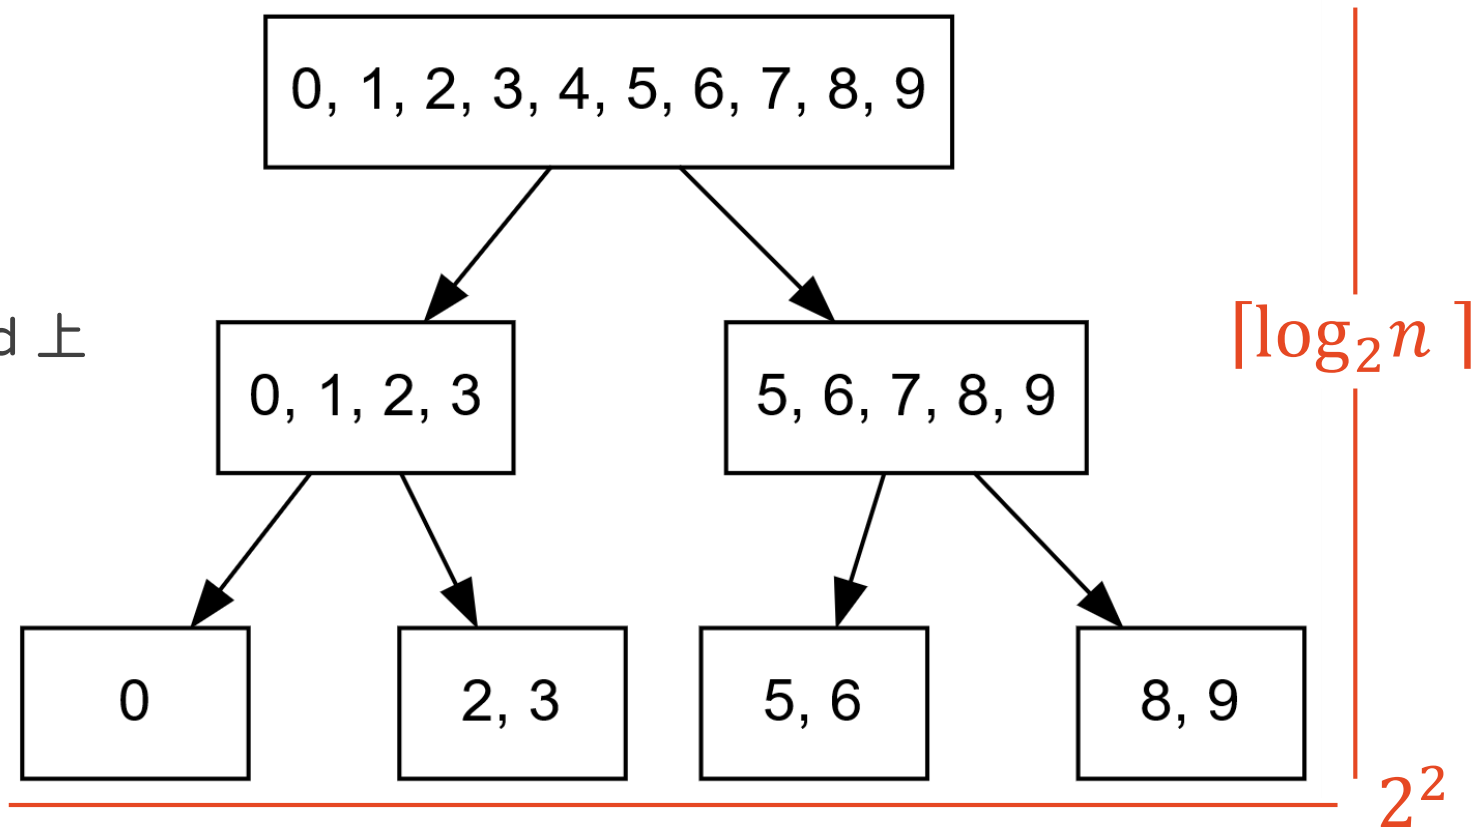 0, 1, 2, 3, 4, 5, 6, 7, 8, 9
d 上
⌈log₂n ⌉
0, 1, 2, 3
5, 6, 7, 8, 9
0
2, 3
5, 6
8, 9
2²